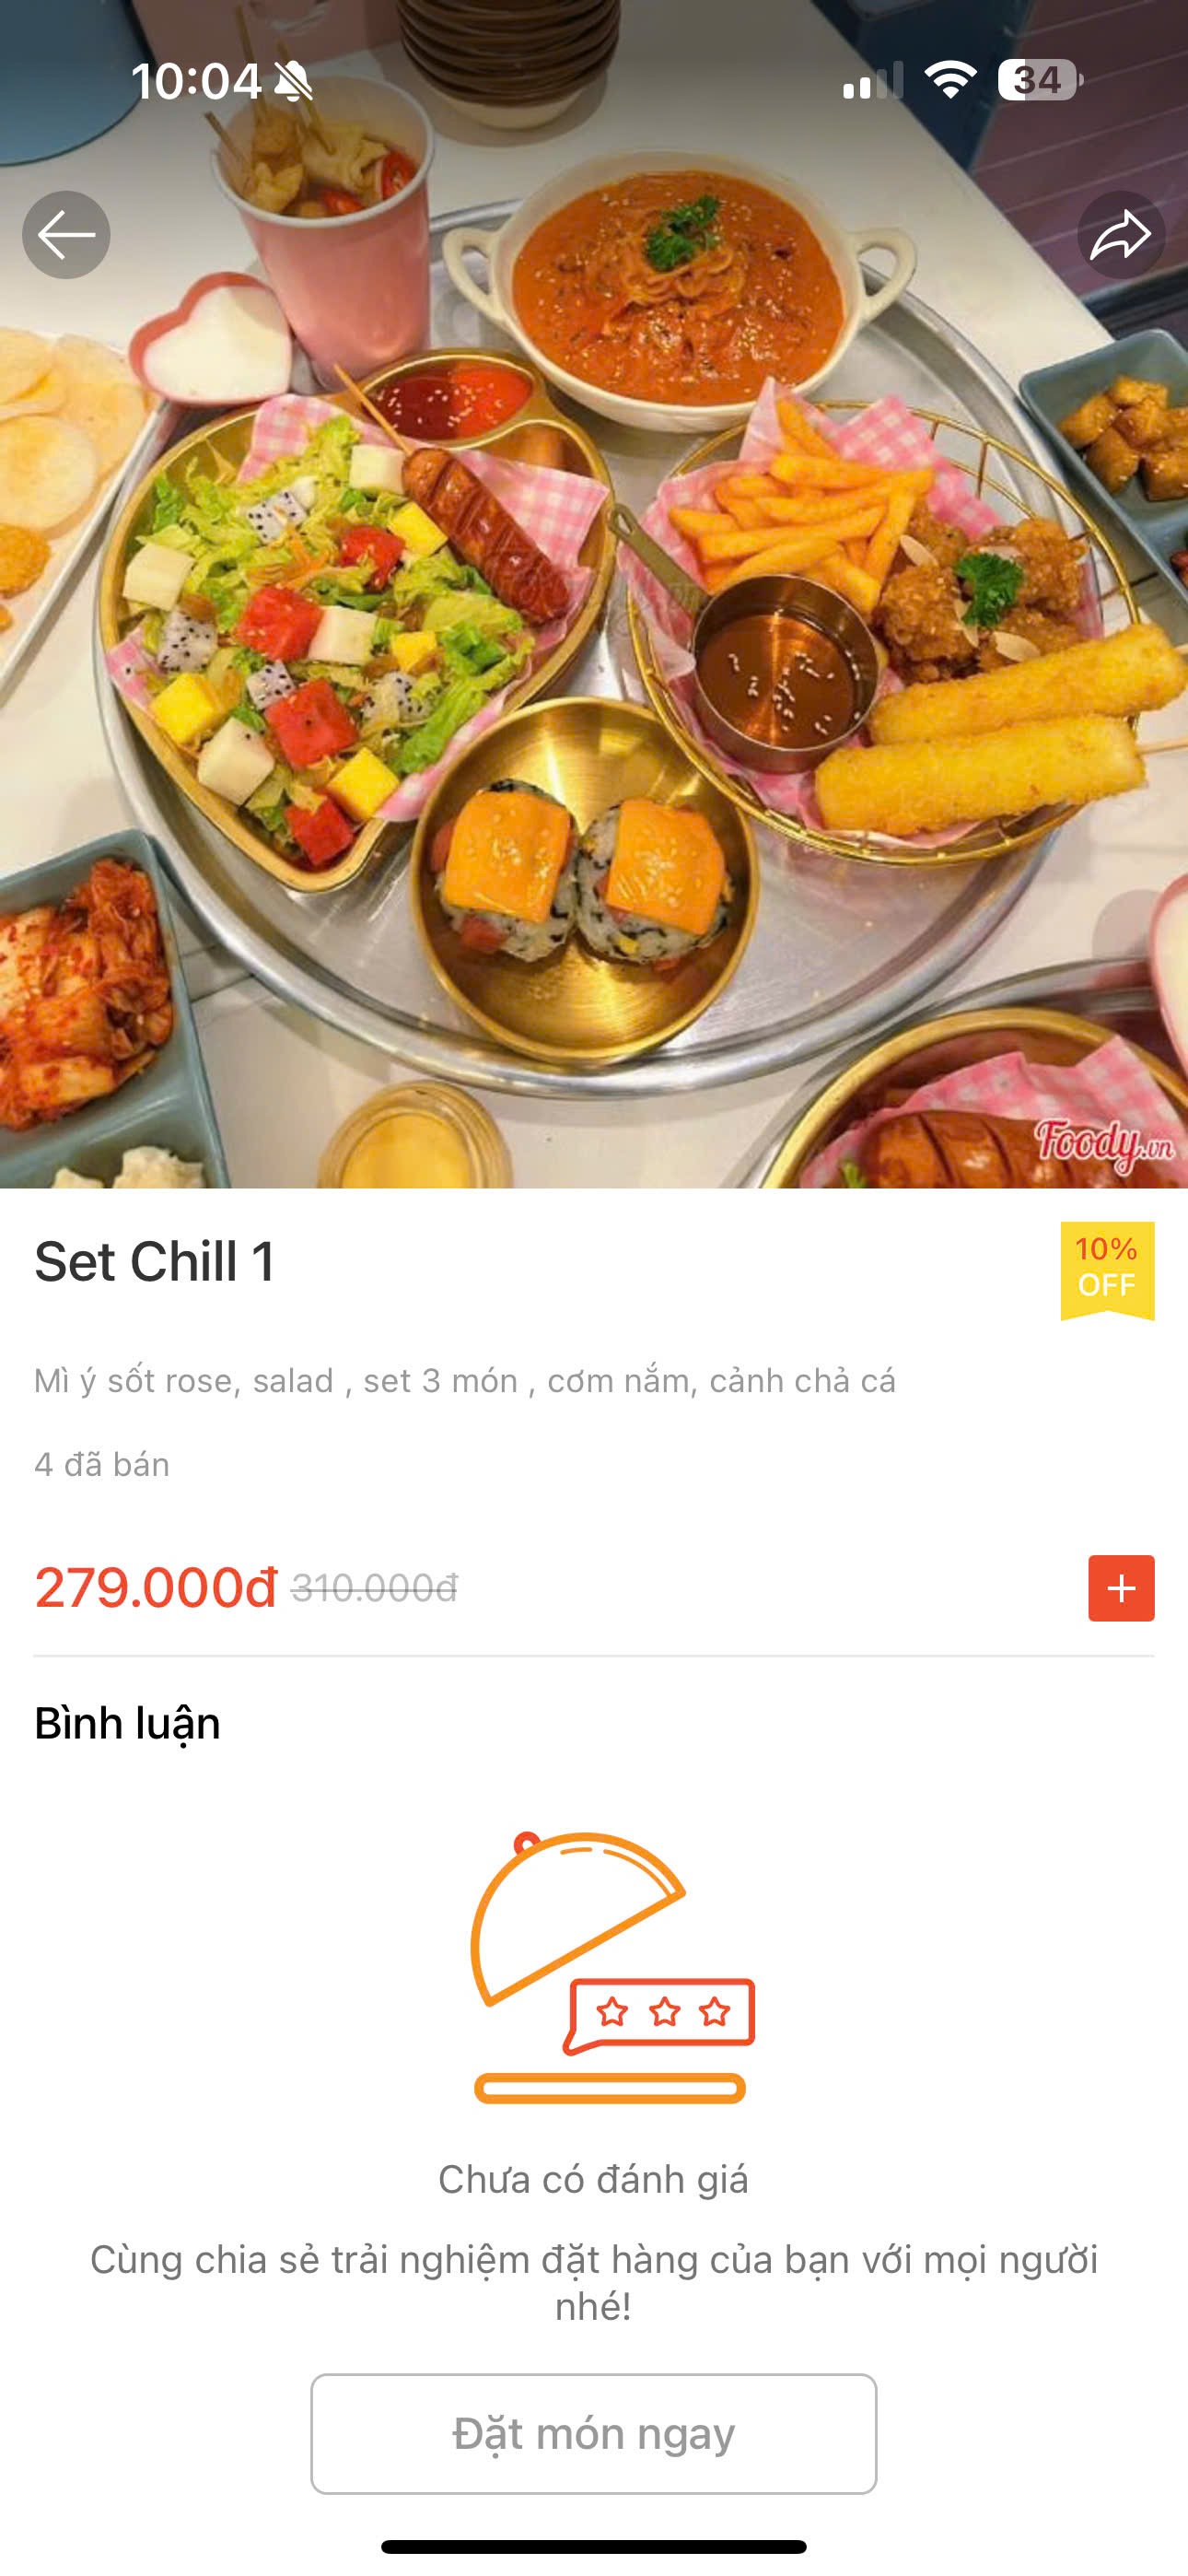 10:04
34
Foody.vn
Set Chill 1
10%
OFF
Mì ý sốt rose, salad , set 3 món , cơm nắm, cảnh chả cá
4 đã bán
279.000đ 310.000đ
+
Bình luận
Chưa có đánh giá
Cùng chia sẻ trải nghiệm đặt hàng của bạn với mọi người
nhé!
Đặt món ngay